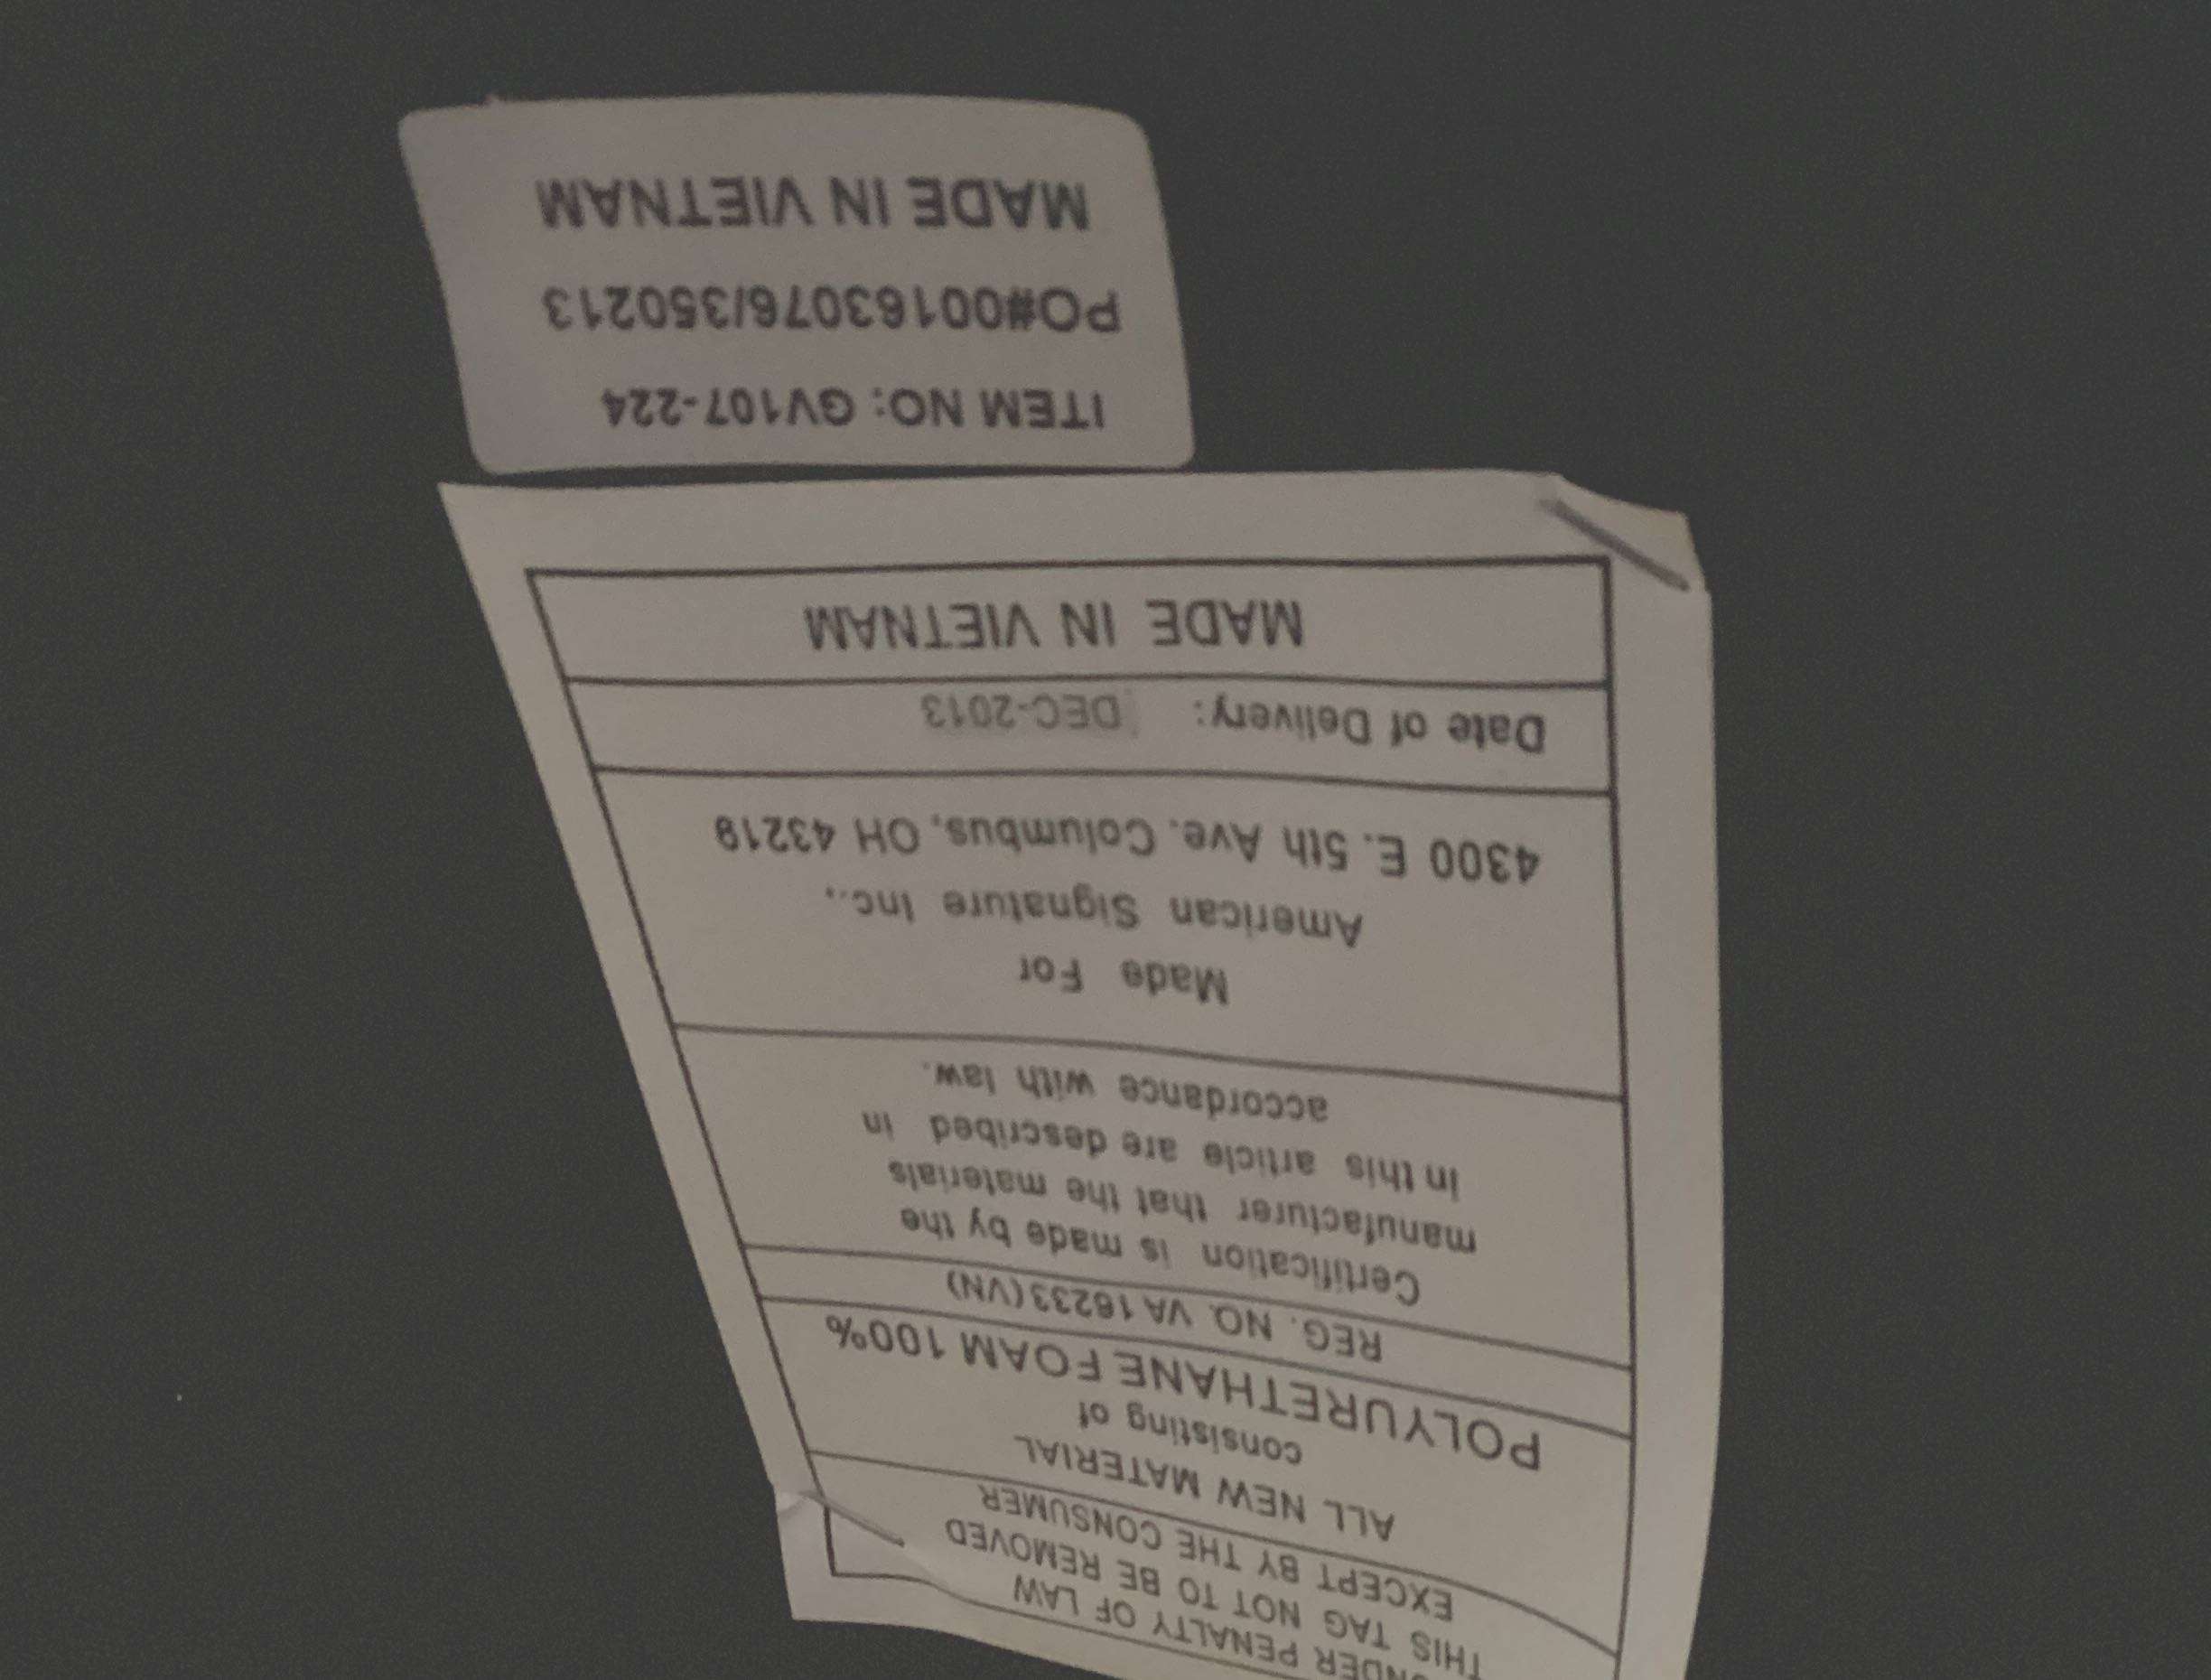 UNDER PENALTY OF LAW
THIS TAG NOT TO BE REMOVED
EXCEPT BY THE CONSUMER
ALL NEW MATERIAL
consisting of
POLYURETHANE FOAM 100%
REG. NO. VA 16233(VN)
Certification is made by the
manufacturer that the materials
in this article are described in
accordance with law.
Made For
American Signature Inc.,
4300 E. 5th Ave. Columbus, OH 43219
Date of Delivery: DEC-2013
MADE IN VIETNAM
ITEM NO: GV107-224
PO#00163076/350213
MADE IN VIETNAM